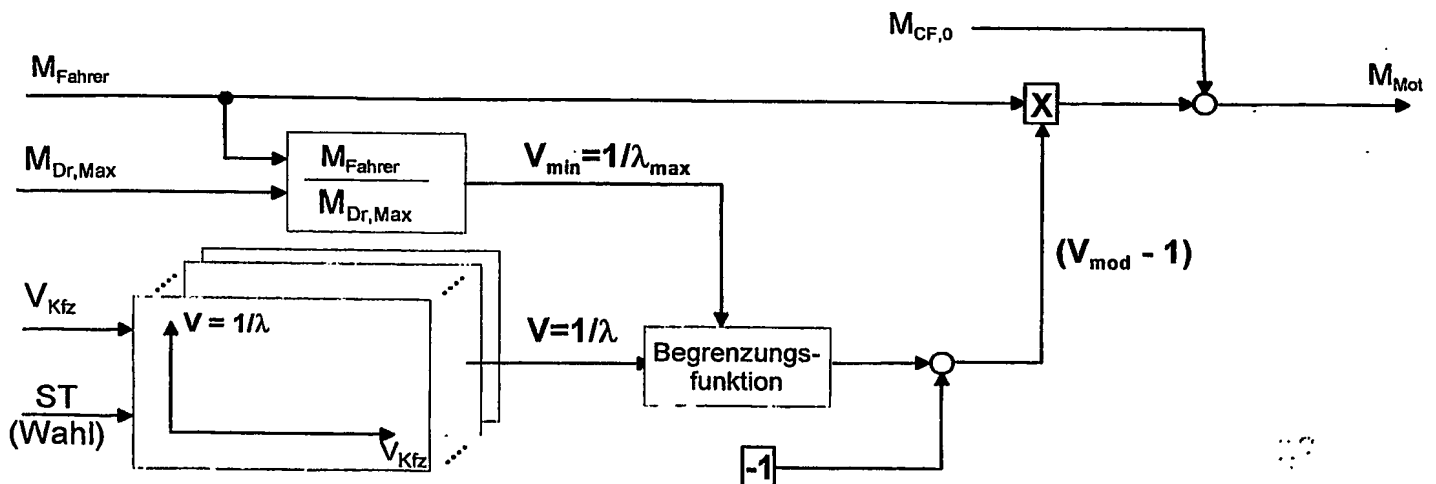 M_CF,0
M_Fahrer
M_Mot
X
M_Dr,Max
M_Fahrer
M_Dr,Max
V_min=1/λ_max
(V_mod - 1)
V_Kfz
V = 1/λ
V=1/λ
Begrenzungs-
funktion
ST
(Wahl)
V_Kfz
-1